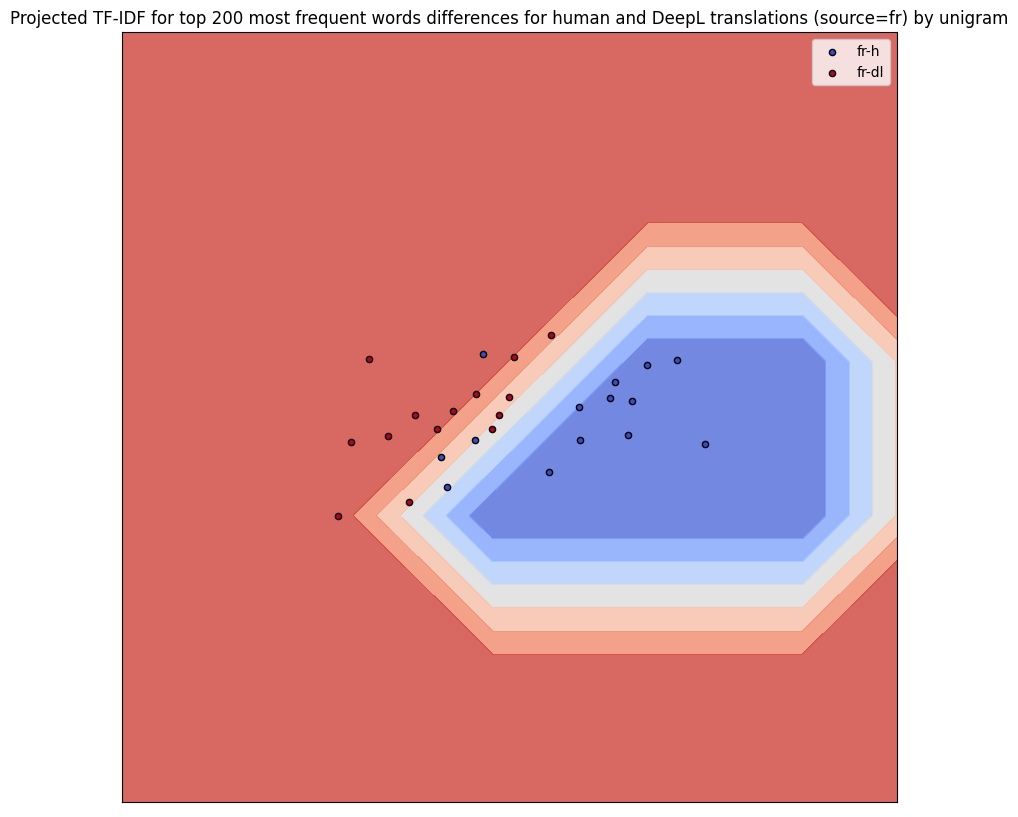 Projected TF-IDF for top 200 most frequent words differences for human and DeepL translations (source=fr) by unigram
fr-h
fr-dl